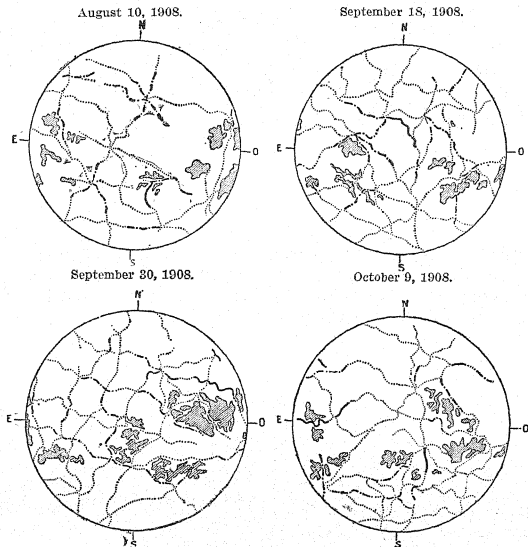 August 10, 1908.
N
E
O
S
September 18, 1908.
N
E
O
S
September 30, 1908.
N
E
O
S
October 9, 1908.
N
E
O
S